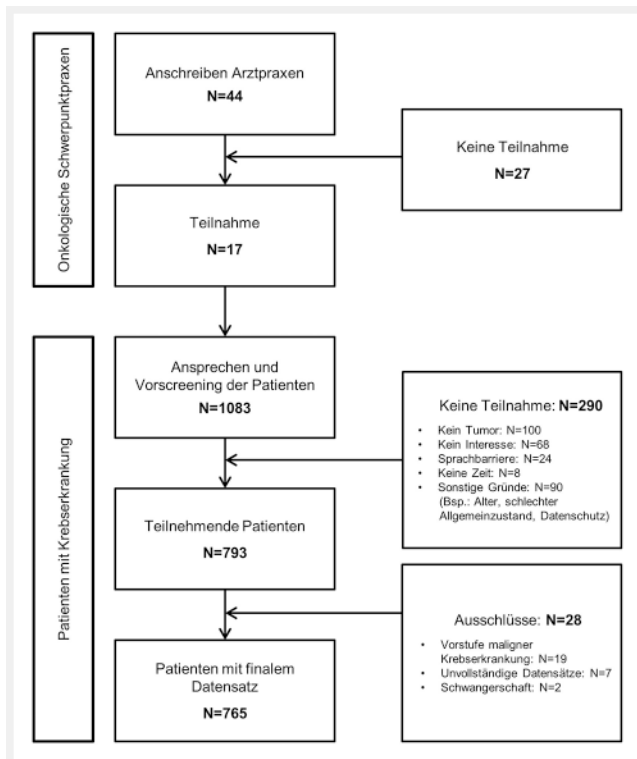 Onkologische Schwerpunktpraxen
Anschreiben Arztpraxen
N=44
Keine Teilnahme
N=27
Teilnahme
N=17
Patienten mit Krebserkrankung
Ansprechen und
Vorscreening der Patienten
N=1083
Keine Teilnahme: N=290
• Kein Tumor: N=100
• Kein Interesse: N=68
• Sprachbarriere: N=24
• Keine Zeit: N=8
• Sonstige Gründe: N=90
(Bsp.: Alter, schlechter
Allgemeinzustand, Datenschutz)
Teilnehmende Patienten
N=793
Ausschlüsse: N=28
• Vorstufe maligner
Krebserkrankung: N=19
• Unvollständige Datensätze: N=7
• Schwangerschaft: N=2
Patienten mit finalem
Datensatz
N=765